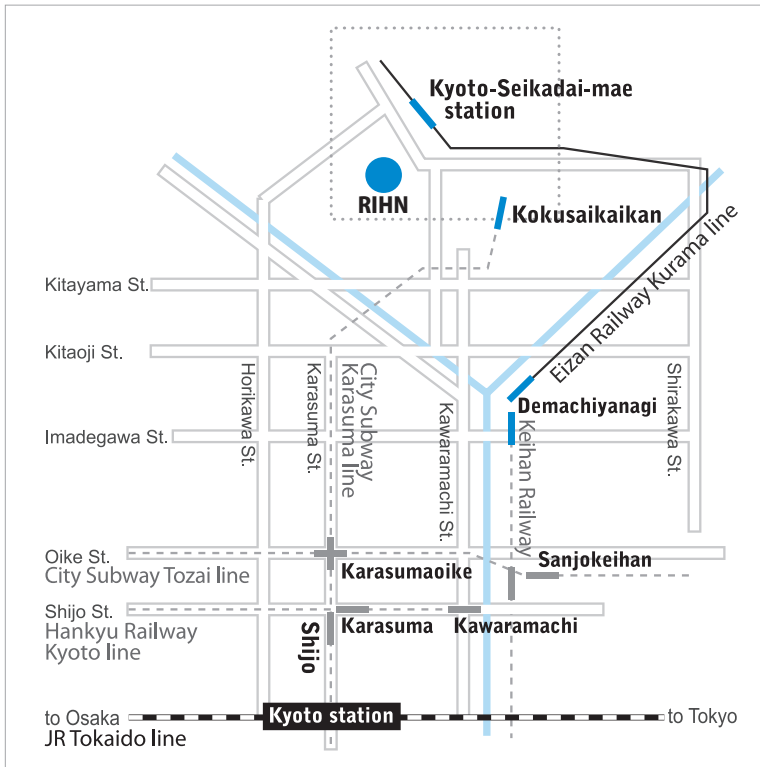 Kyoto-Seikadai-mae
station
RIHN
Kokusaikaikan
Eizan Railway Kurama line
Kitayama St.
Kitaoji St.
Horikawa St.
Karasuma St.
City Subway
Karasuma line
Kawaramachi St.
Demachiyanagi
Shirakawa St.
Imadegawa St.
Keihan Railway
Oike St.
City Subway Tozai line
Karasumaoike
Sanjokeihan
Shijo St.
Hankyu Railway
Kyoto line
Shijo
Karasuma
Kawaramachi
to Osaka
Kyoto station
to Tokyo
JR Tokaido line